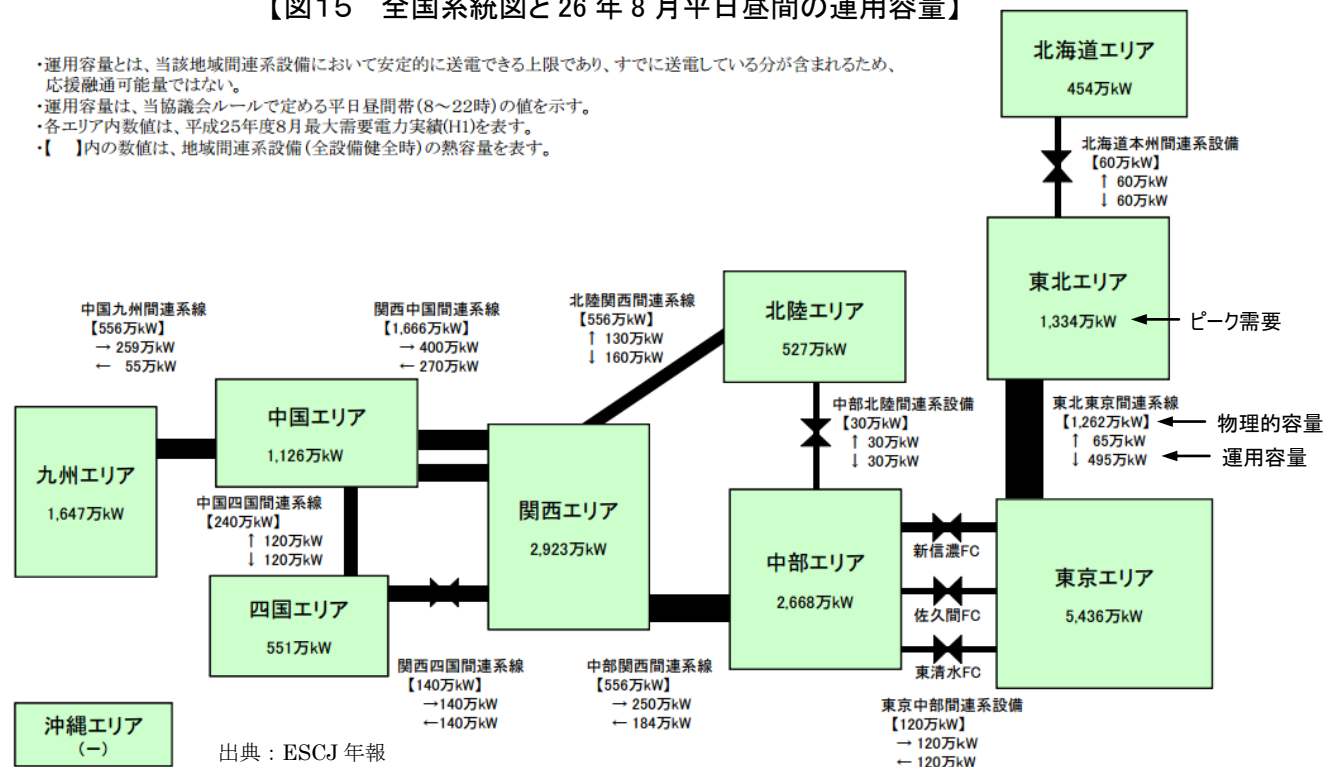 【図15　全国系統図と26年8月平日昼間の運用容量】
・運用容量とは、当該地域間連系設備において安定的に送電できる上限であり、すでに送電している分が含まれるため、
応援融通可能量ではない。
・運用容量は、当協議会ルールで定める平日昼間帯(8～22時)の値を示す。
・各エリア内数値は、平成25年度8月最大需要電力実績(H1)を表す。
・【　】内の数値は、地域間連系設備(全設備健全時)の熱容量を表す。
北海道エリア
454万kW
北海道本州間連系設備
【60万kW】
↑ 60万kW
↓ 60万kW
東北エリア
1,334万kW
ピーク需要
中国九州間連系線
【556万kW】
→ 259万kW
← 55万kW
関西中国間連系線
【1,666万kW】
→ 400万kW
← 270万kW
北陸関西間連系線
【556万kW】
↑ 130万kW
↓ 160万kW
北陸エリア
527万kW
中部北陸間連系設備
【30万kW】
↑ 30万kW
↓ 30万kW
東北東京間連系線
【1,262万kW】
↑ 65万kW
↓ 495万kW
物理的容量
運用容量
九州エリア
1,647万kW
中国エリア
1,126万kW
中国四国間連系線
【240万kW】
↑ 120万kW
↓ 120万kW
四国エリア
551万kW
関西エリア
2,923万kW
中部エリア
2,668万kW
新信濃FC
佐久間FC
東清水FC
東京エリア
5,436万kW
関西四国間連系線
【140万kW】
→140万kW
←140万kW
中部関西間連系線
【556万kW】
→ 250万kW
← 184万kW
東京中部間連系設備
【120万kW】
→ 120万kW
← 120万kW
沖縄エリア
(－)
出典：ESCJ 年報